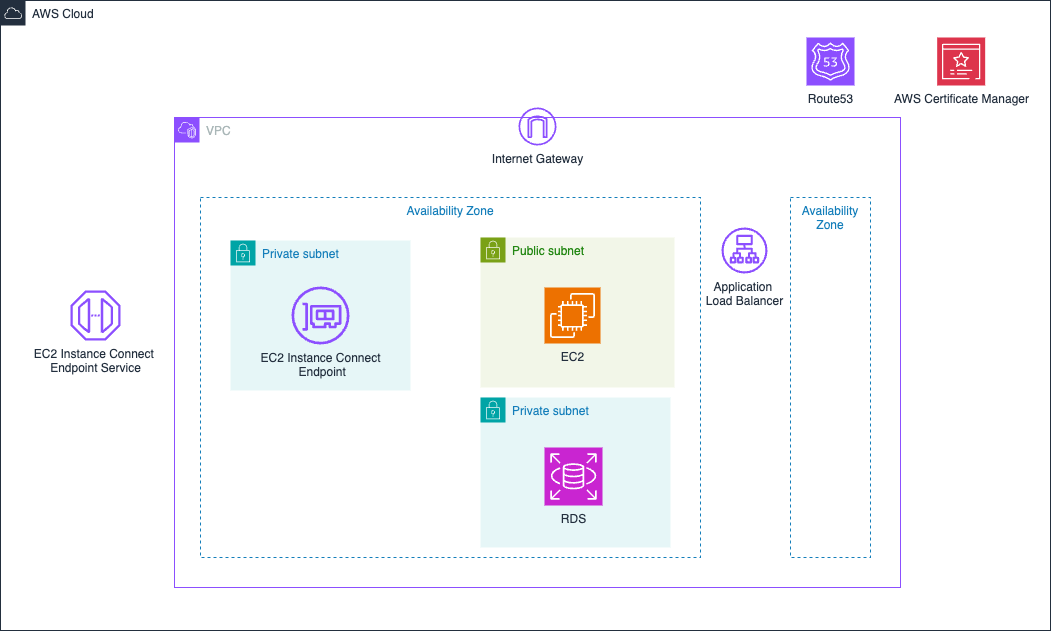 AWS Cloud
53
Route53
AWS Certificate Manager
VPC
Internet Gateway
Availability Zone
Private subnet
EC2 Instance Connect
Endpoint
Public subnet
EC2
Private subnet
RDS
Application
Load Balancer
Availability
Zone
EC2 Instance Connect
Endpoint Service